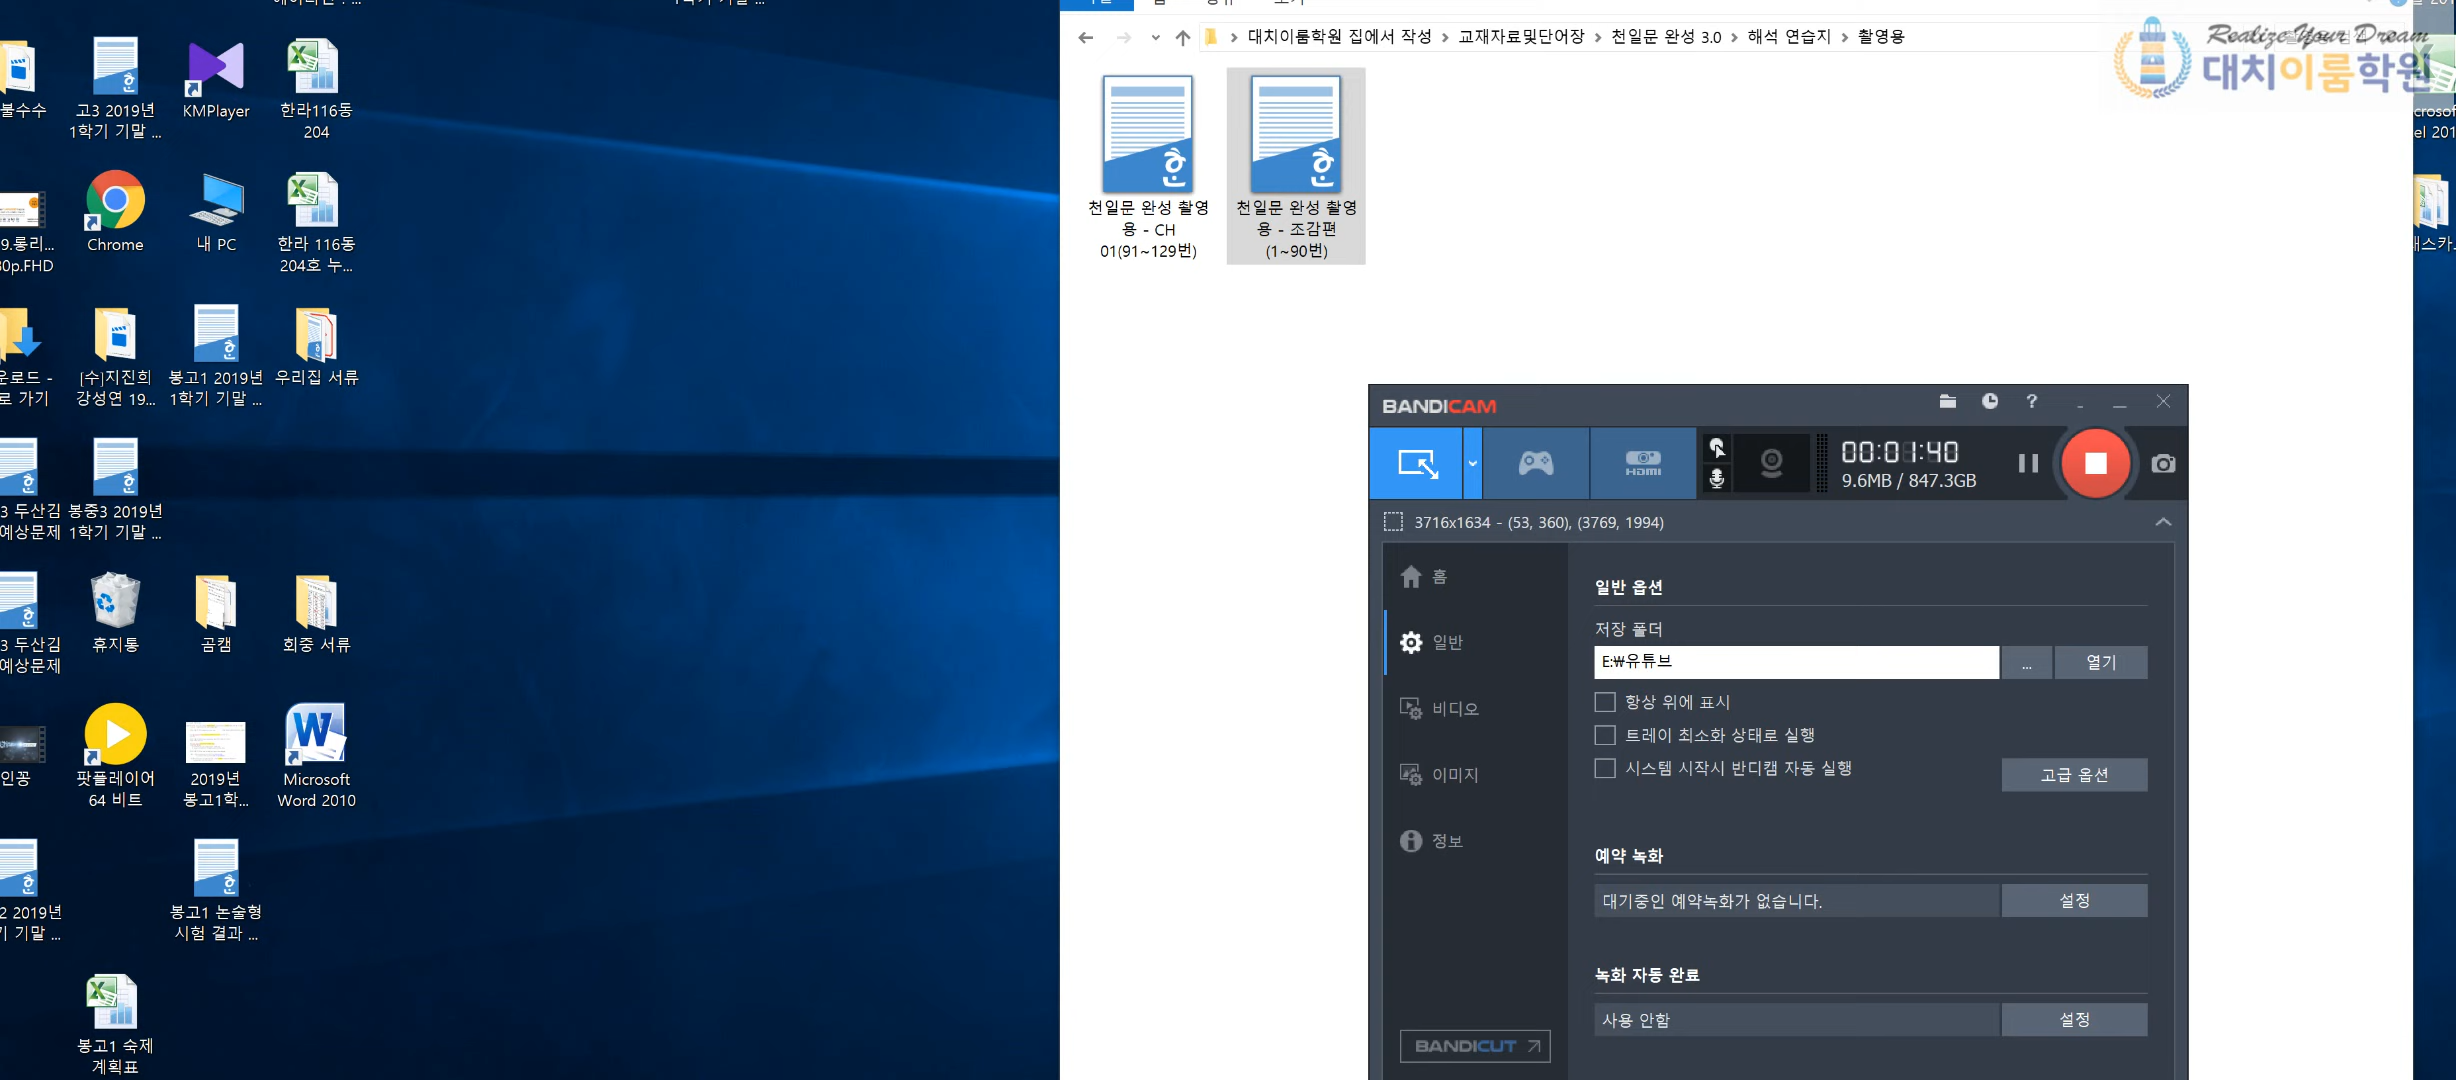 불수수
고3 2019년
1학기 기말 ...
KMPlayer
한라116동
204
9.롱리...
30p.FHD
Chrome
내 PC
한라 116동
204호 누...
운로드 -
로 가기
[수]지진희
강성연 19...
봉고1 2019년
1학기 기말 ...
우리집 서류
3 두산김
예상문제
봉중3 2019년
1학기 기말 ...
3 두산김
예상문제
휴지통
곰캠
회중 서류
인꽁
팟플레이어
64 비트
2019년
봉고1학...
Microsoft
Word 2010
2 2019년
기 기말 ...
봉고1 논술형
시험 결과 ...
봉고1 숙제
계획표
대치이룸학원 집에서 작성 > 교재자료및단어장 > 천일문 완성 3.0 > 해석 연습지 > 촬영용
Realize Your Dream
대치이룸학원
천일문 완성 촬영
용 - CH
01(91~129번)
천일문 완성 촬영
용 - 조감편
(1~90번)
crosof
el 201
BANDICAM
HDMI
00:01:40
9.6MB / 847.3GB
3716x1634 - (53, 360), (3769, 1994)
홈
일반
비디오
이미지
정보
일반 옵션
저장 폴더
E:₩유튜브
...
열기
항상 위에 표시
트레이 최소화 상태로 실행
시스템 시작시 반디캠 자동 실행
고급 옵션
예약 녹화
대기중인 예약녹화가 없습니다.
설정
녹화 자동 완료
사용 안함
설정
BANDICUT